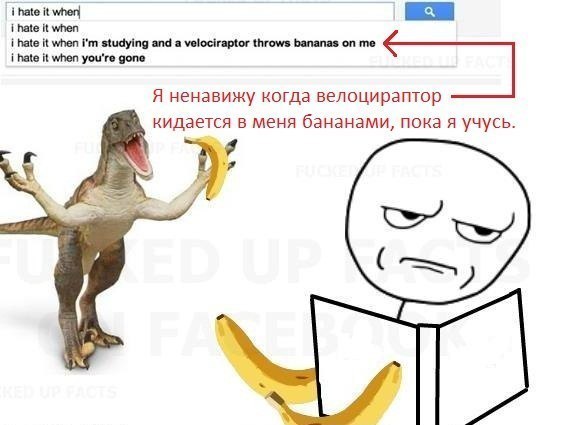 i hate it when
i hate it when
i hate it when i'm studying and a velociraptor throws bananas on me
i hate it when you're gone
FUCKED UP FACTS
Я ненавижу когда велоцираптор
кидается в меня бананами, пока я учусь.
FUCKED UP FACTS
FUCKED UP FACTS
FUCKED UP FACTS
ON FACEBOOK
CKED UP FACTS